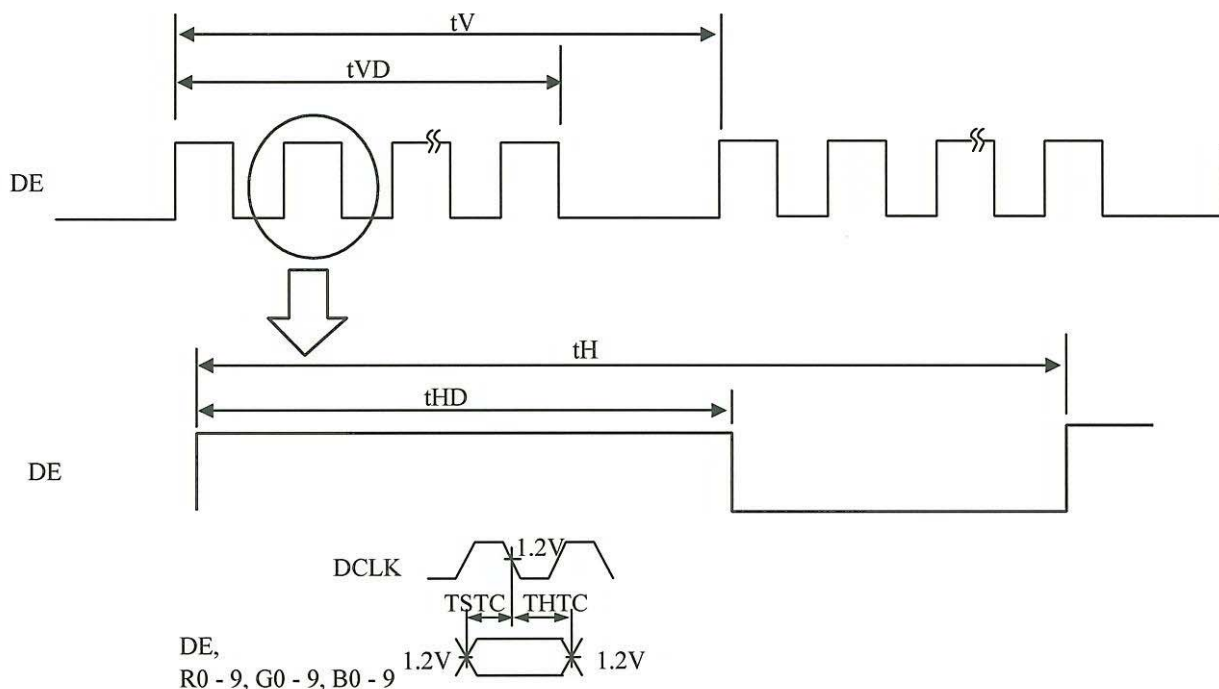 tV
tVD
DE
tH
tHD
DE
DCLK
1.2V
TSTC
THTC
DE,
R0 - 9, G0 - 9, B0 - 9
1.2V
1.2V